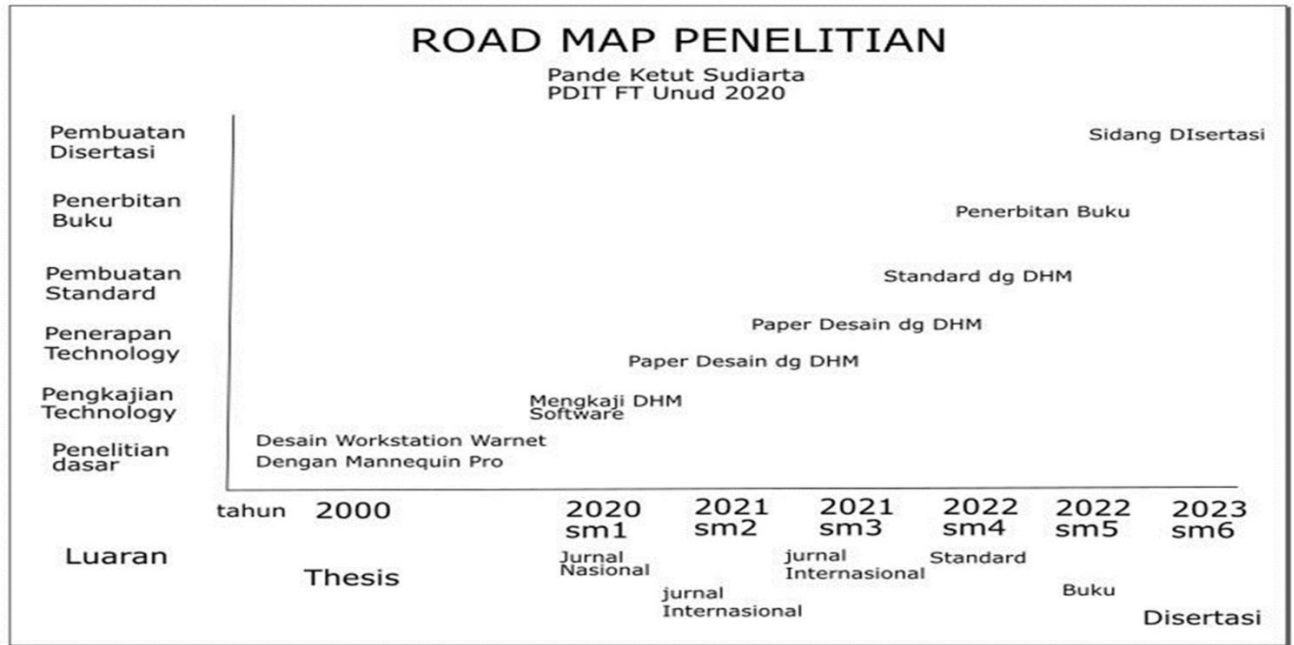 ROAD MAP PENELITIAN
Pande Ketut Sudiarta
PDIT FT Unud 2020
Pembuatan
Disertasi
Sidang DIsertasi
Penerbitan
Buku
Penerbitan Buku
Pembuatan
Standard
Standard dg DHM
Penerapan
Technology
Paper Desain dg DHM
Paper Desain dg DHM
Pengkajian
Technology
Mengkaji DHM
Software
Penelitian
dasar
Desain Workstation Warnet
Dengan Mannequin Pro
tahun
2000
2020
sm1
2021
sm2
2021
sm3
2022
sm4
2022
sm5
2023
sm6
Luaran
Thesis
Jurnal
Nasional
jurnal
Internasional
jurnal
Internasional
Standard
Buku
Disertasi